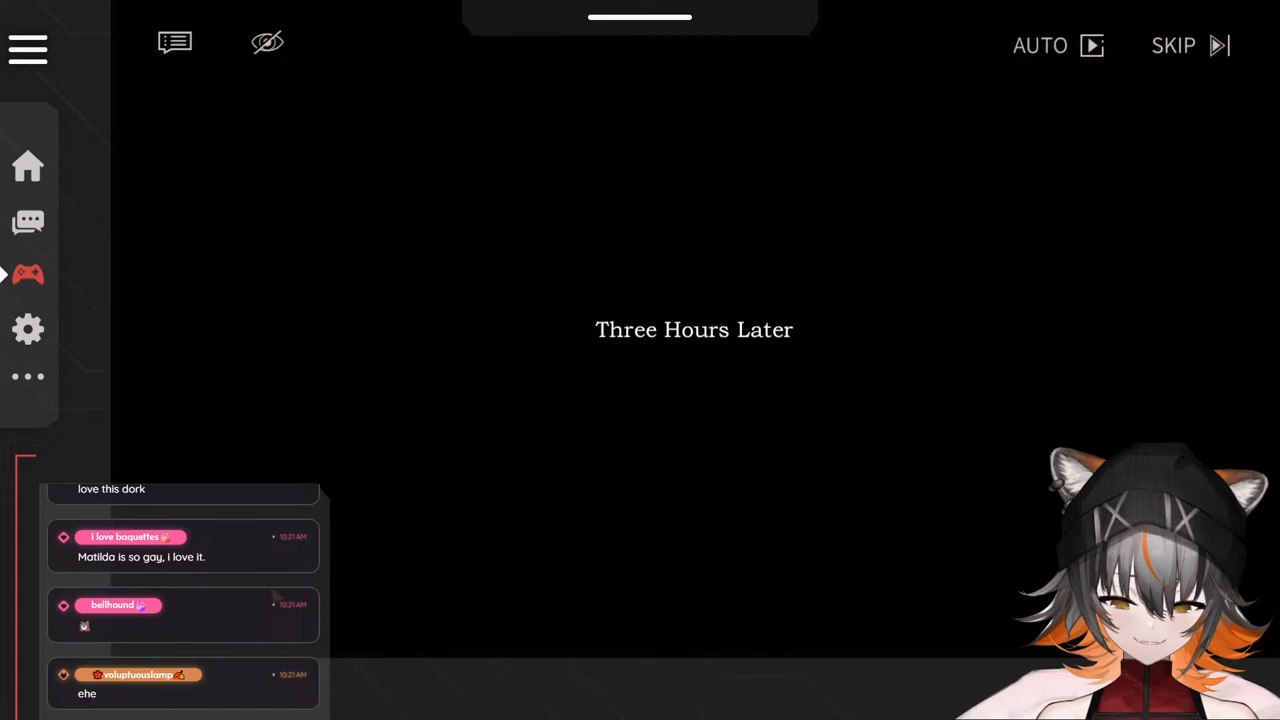 AUTO
SKIP
Three Hours Later
love this dork
i love baguettes
10:21 AM
Matilda is so gay, i love it.
bellhound
10:21 AM
voluptuouslamp
10:21 AM
ehe